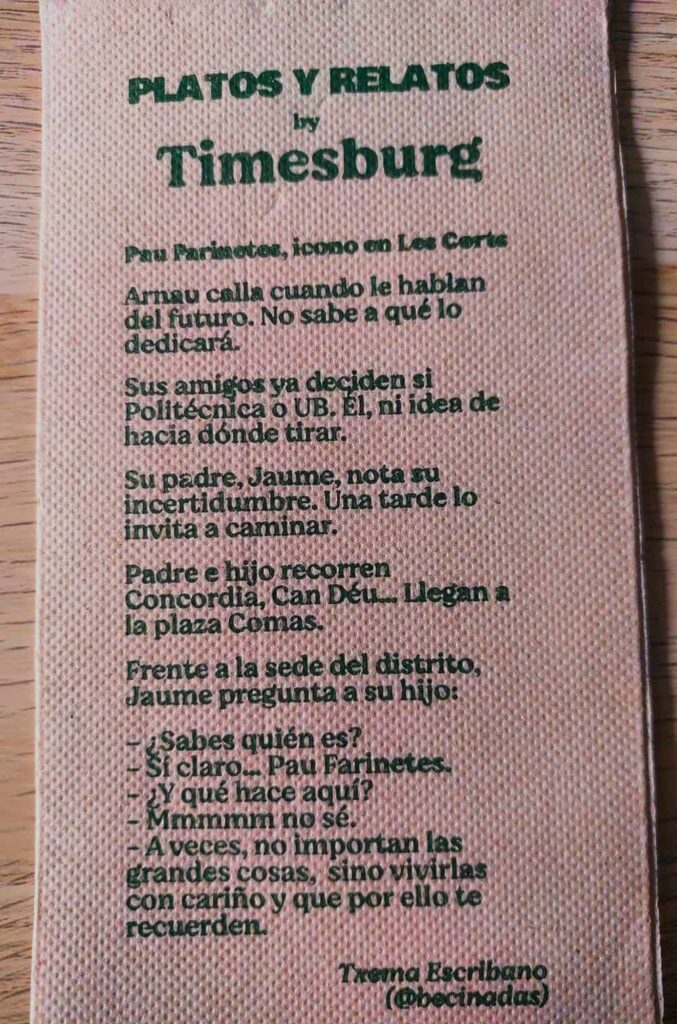 PLATOS Y RELATOS
by
Timesburg
Pau Farinetes, icono en Les Corts
Arnau calla cuando le hablan
del futuro. No sabe a qué lo
dedicará.
Sus amigos ya deciden si
Politécnica o UB. Él, ni idea de
hacia dónde tirar.
Su padre, Jaume, nota su
incertidumbre. Una tarde lo
invita a caminar.
Padre e hijo recorren
Concordia, Can Déu... Llegan a
la plaza Comas.
Frente a la sede del distrito,
Jaume pregunta a su hijo:
- ¿Sabes quién es?
- Sí claro... Pau Farinetes.
- ¿Y qué hace aquí?
- Mmmmm no sé.
- A veces, no importan las
grandes cosas, sino vivirlas
con cariño y que por ello te
recuerden.
Txema Escribano
(@becinadas)